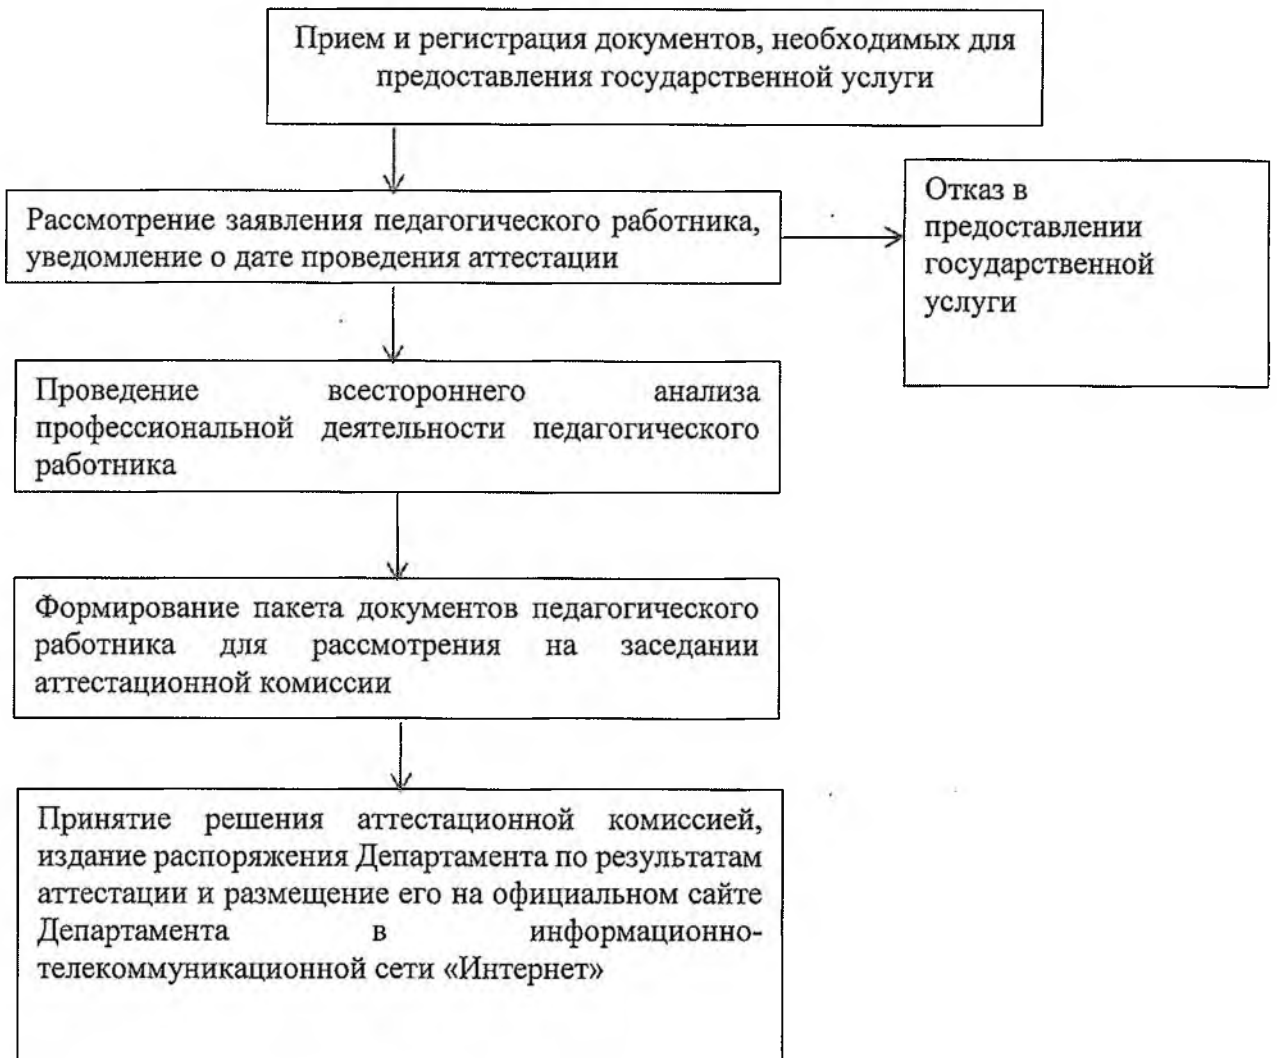 Прием и регистрация документов, необходимых для
предоставления государственной услуги
Рассмотрение заявления педагогического работника,
уведомление о дате проведения аттестации
Отказ в
предоставлении
государственной
услуги
Проведение всестороннего анализа
профессиональной деятельности педагогического
работника
Формирование пакета документов педагогического
работника для рассмотрения на заседании
аттестационной комиссии
Принятие решения аттестационной комиссией,
издание распоряжения Департамента по результатам
аттестации и размещение его на официальном сайте
Департамента в информационно-
телекоммуникационной сети «Интернет»